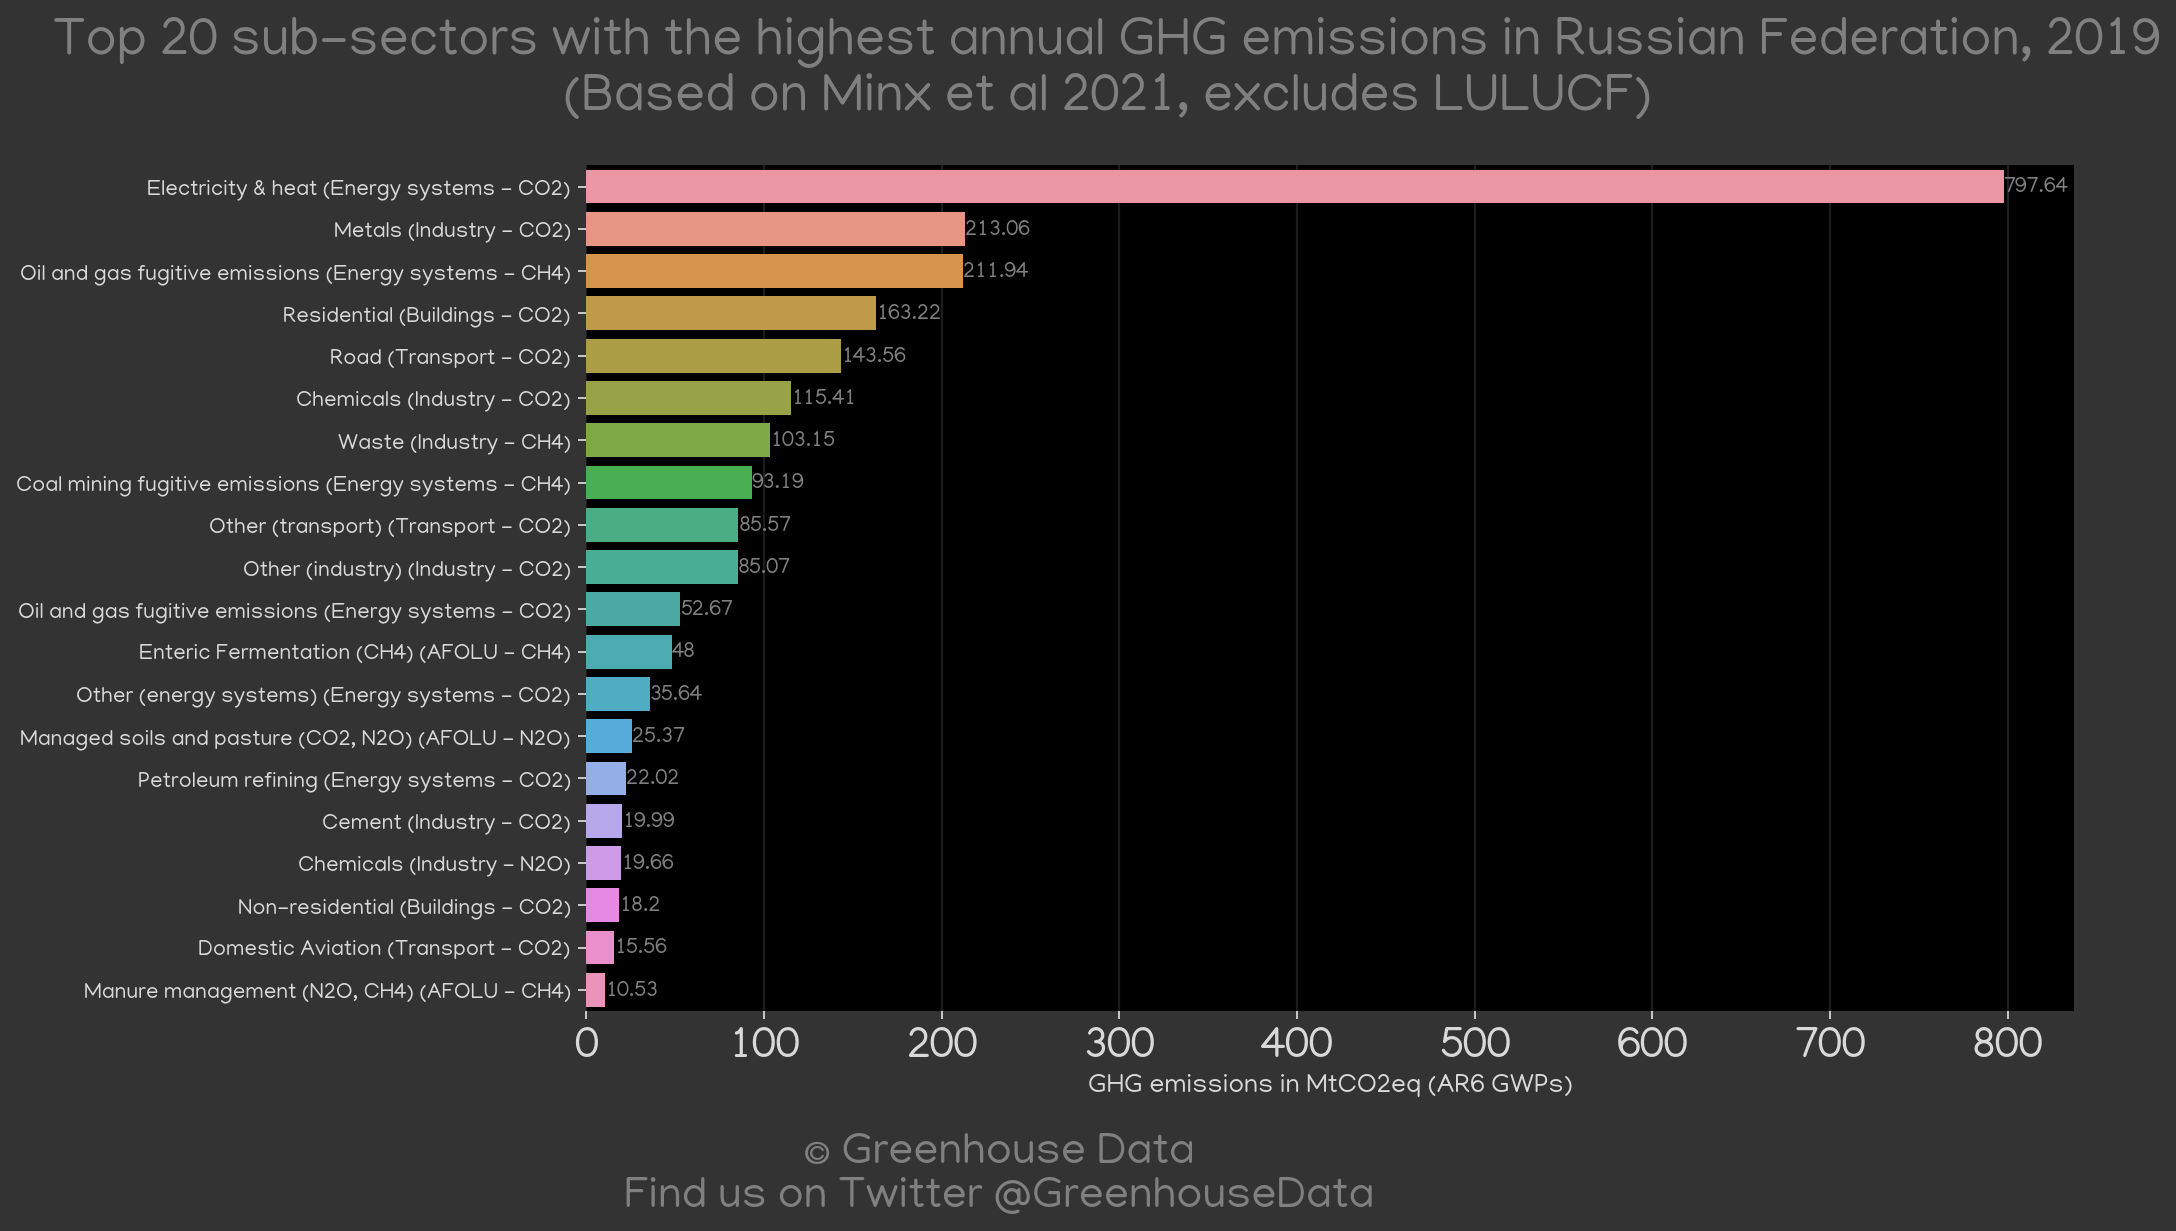 Top 20 sub-sectors with the highest annual GHG emissions in Russian Federation, 2019
(Based on Minx et al 2021, excludes LULUCF)
Electricity & heat (Energy systems - CO2) 797.64
Metals (Industry - CO2) 213.06
Oil and gas fugitive emissions (Energy systems - CH4) 211.94
Residential (Buildings - CO2) 163.22
Road (Transport - CO2) 143.56
Chemicals (Industry - CO2) 115.41
Waste (Industry - CH4) 103.15
Coal mining fugitive emissions (Energy systems - CH4) 93.19
Other (transport) (Transport - CO2) 85.57
Other (industry) (Industry - CO2) 85.07
Oil and gas fugitive emissions (Energy systems - CO2) 52.67
Enteric Fermentation (CH4) (AFOLU - CH4) 48
Other (energy systems) (Energy systems - CO2) 35.64
Managed soils and pasture (CO2, N2O) (AFOLU - N2O) 25.37
Petroleum refining (Energy systems - CO2) 22.02
Cement (Industry - CO2) 19.99
Chemicals (Industry - N2O) 19.66
Non-residential (Buildings - CO2) 18.2
Domestic Aviation (Transport - CO2) 15.56
Manure management (N2O, CH4) (AFOLU - CH4) 10.53
0 100 200 300 400 500 600 700 800
GHG emissions in MtCO2eq (AR6 GWPs)
© Greenhouse Data
Find us on Twitter @GreenhouseData